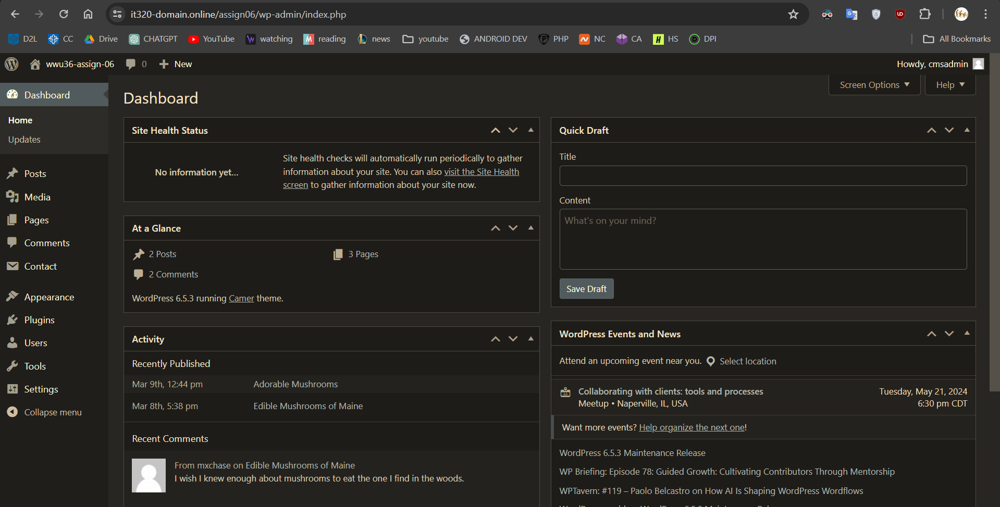 it320-domain.online/assign06/wp-admin/index.php
D2L CC Drive CHATGPT YouTube watching reading news youtube ANDROID DEV PHP NC CA HS DPI All Bookmarks
wwu36-assign-06 0 New Howdy, cmsadmin
Screen Options Help
Dashboard
Home
Updates
Posts
Media
Pages
Comments
Contact
Appearance
Plugins
Users
Tools
Settings
Collapse menu
Dashboard
Site Health Status
No information yet...
Site health checks will automatically run periodically to gather
information about your site. You can also visit the Site Health
screen to gather information about your site now.
At a Glance
2 Posts 3 Pages
2 Comments
WordPress 6.5.3 running Camer theme.
Activity
Recently Published
Mar 9th, 12:44 pm Adorable Mushrooms
Mar 8th, 5:38 pm Edible Mushrooms of Maine
Recent Comments
From mxchase on Edible Mushrooms of Maine
I wish I knew enough about mushrooms to eat the one I find in the woods.
Quick Draft
Title
Content
What's on your mind?
Save Draft
WordPress Events and News
Attend an upcoming event near you. Select location
Collaborating with clients: tools and processes Tuesday, May 21, 2024
Meetup • Naperville, IL, USA 6:30 pm CDT
Want more events? Help organize the next one!
WordPress 6.5.3 Maintenance Release
WP Briefing: Episode 78: Guided Growth: Cultivating Contributors Through Mentorship
WPTavern: #119 – Paolo Belcastro on How AI Is Shaping WordPress Wordflows